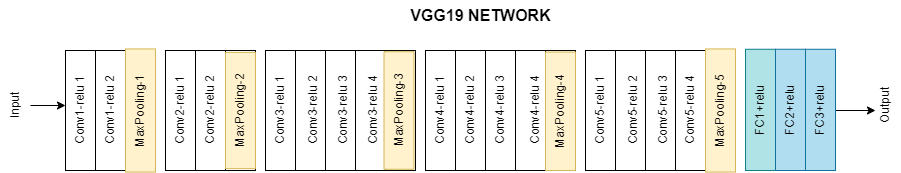 VGG19 NETWORK
Input
Conv1-relu 1
Conv1-relu 2
MaxPooling-1
Conv2-relu 1
Conv2-relu 2
MaxPooling-2
Conv3-relu 1
Conv3-relu 2
Conv3-relu 3
Conv3-relu 4
MaxPooling-3
Conv4-relu 1
Conv4-relu 2
Conv4-relu 3
Conv4-relu 4
MaxPooling-4
Conv5-relu 1
Conv5-relu 2
Conv5-relu 3
Conv5-relu 4
MaxPooling-5
FC1+relu
FC2+relu
FC3+relu
Output